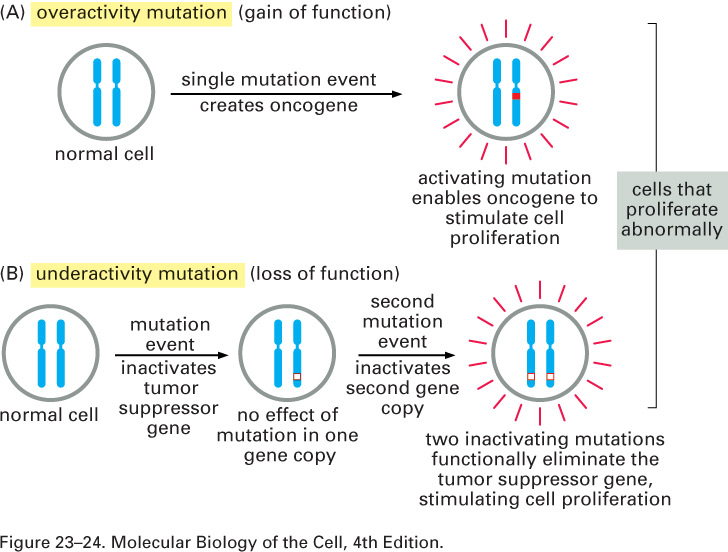 (A) overactivity mutation (gain of function)
single mutation event
creates oncogene
normal cell
activating mutation
enables oncogene to
stimulate cell
proliferation
cells that
proliferate
abnormally
(B) underactivity mutation (loss of function)
normal cell
mutation
event
inactivates
tumor
suppressor
gene
no effect of
mutation in one
gene copy
second
mutation
event
inactivates
second gene
copy
two inactivating mutations
functionally eliminate the
tumor suppressor gene,
stimulating cell proliferation
Figure 23–24. Molecular Biology of the Cell, 4th Edition.